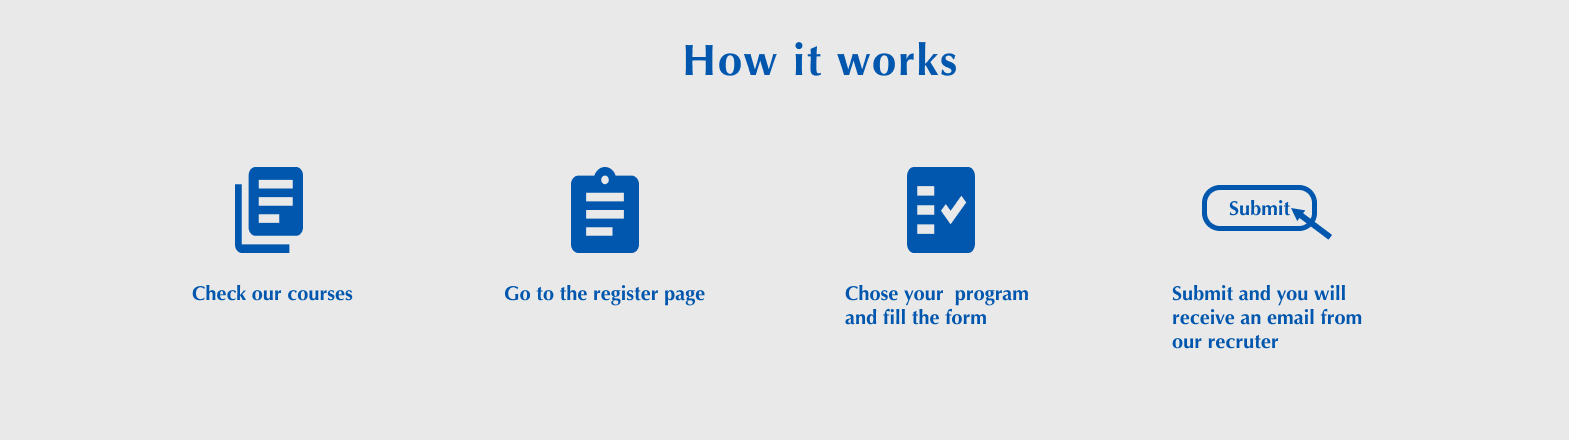 How it works
Submit
Check our courses
Go to the register page
Chose your  program
and fill the form
Submit and you will
receive an email from
our recruter